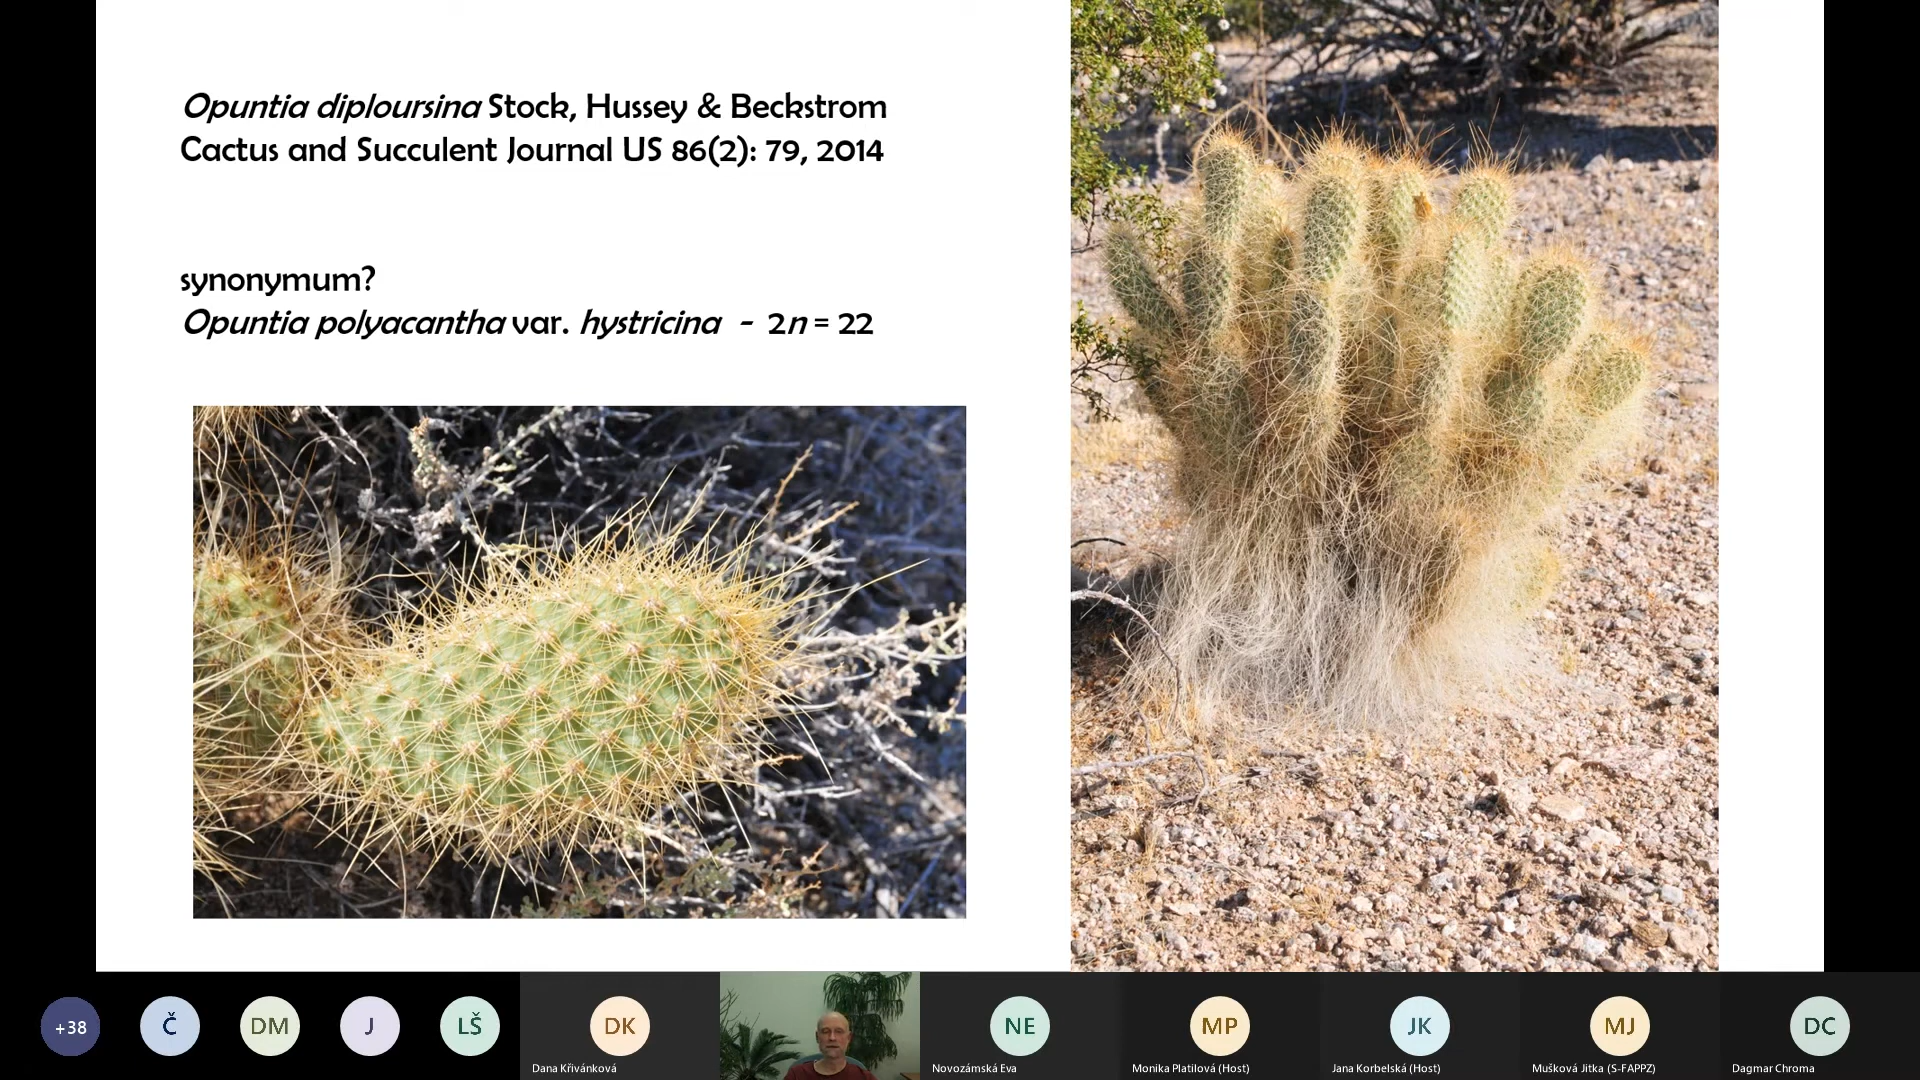 Opuntia diploursina Stock, Hussey & Beckstrom
Cactus and Succulent Journal US 86(2): 79, 2014
synonymum?
Opuntia polyacantha var. hystricina - 2n = 22
+38
Č
DM
J
LŠ
DK
NE
MP
JK
MJ
DC
Dana Křivánková
Novozámská Eva
Monika Platilová (Host)
Jana Korbelská (Host)
Mušková Jitka (S-FAPPZ)
Dagmar Chroma